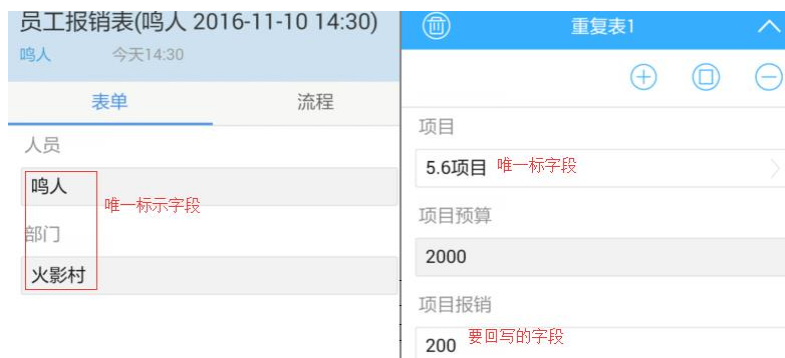 员工报销表(鸣人 2016-11-10 14:30)
鸣人 今天14:30
表单 流程
人员
鸣人
唯一标示字段
部门
火影村
重复表1
项目
5.6项目 唯一标字段
项目预算
2000
项目报销
200 要回写的字段